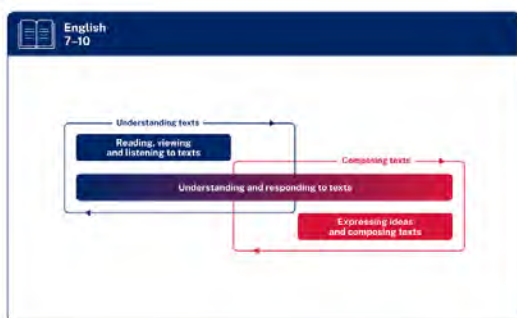 English
7–10
Understanding texts
Reading, viewing
and listening to texts
Composing texts
Understanding and responding to texts
Expressing ideas
and composing texts